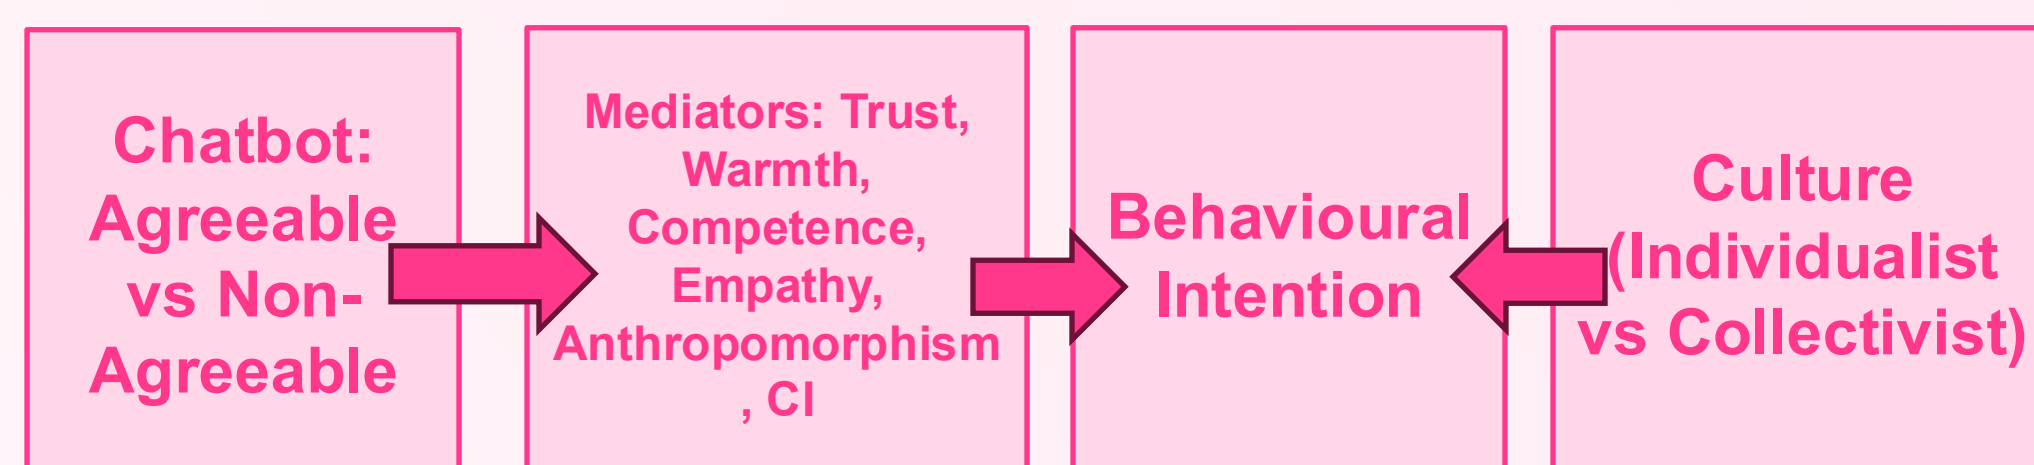 Chatbot:
Agreeable
vs Non-
Agreeable
Mediators: Trust,
Warmth,
Competence,
Empathy,
Anthropomorphism
, CI
Behavioural
Intention
Culture
(Individualist
vs Collectivist)